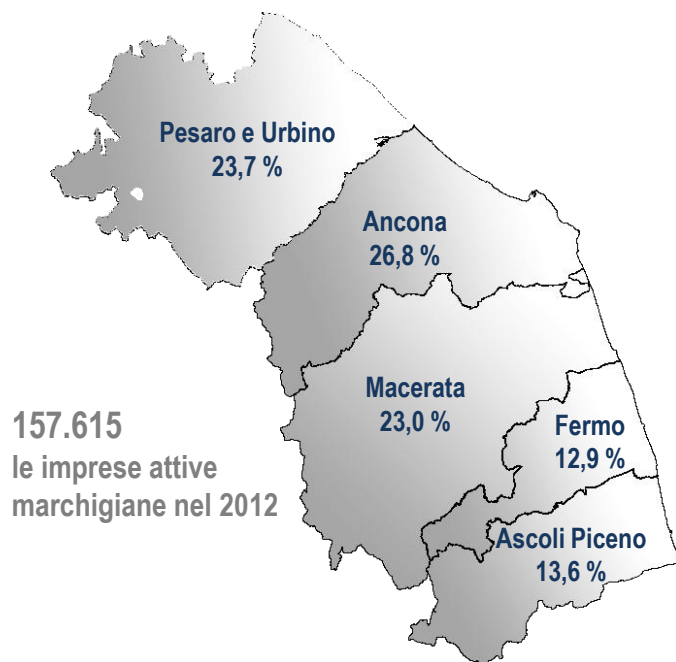 Pesaro e Urbino
23,7 %
Ancona
26,8 %
Macerata
23,0 %
Fermo
12,9 %
Ascoli Piceno
13,6 %
157.615
le imprese attive
marchigiane nel 2012